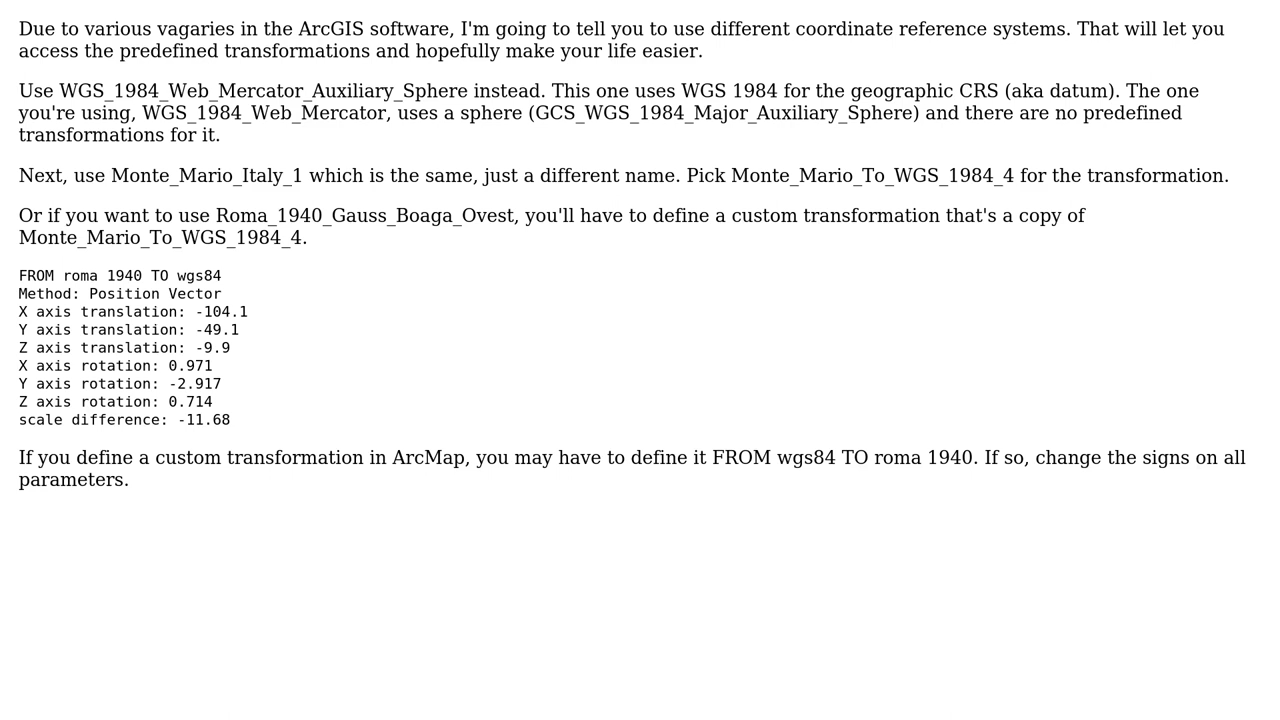 Due to various vagaries in the ArcGIS software, I'm going to tell you to use different coordinate reference systems. That will let you
access the predefined transformations and hopefully make your life easier.
Use WGS_1984_Web_Mercator_Auxiliary_Sphere instead. This one uses WGS 1984 for the geographic CRS (aka datum). The one
you're using, WGS_1984_Web_Mercator, uses a sphere (GCS_WGS_1984_Major_Auxiliary_Sphere) and there are no predefined
transformations for it.
Next, use Monte_Mario_Italy_1 which is the same, just a different name. Pick Monte_Mario_To_WGS_1984_4 for the transformation.
Or if you want to use Roma_1940_Gauss_Boaga_Ovest, you'll have to define a custom transformation that's a copy of
Monte_Mario_To_WGS_1984_4.
FROM roma 1940 TO wgs84
Method: Position Vector
X axis translation: -104.1
Y axis translation: -49.1
Z axis translation: -9.9
X axis rotation: 0.971
Y axis rotation: -2.917
Z axis rotation: 0.714
scale difference: -11.68
If you define a custom transformation in ArcMap, you may have to define it FROM wgs84 TO roma 1940. If so, change the signs on all
parameters.